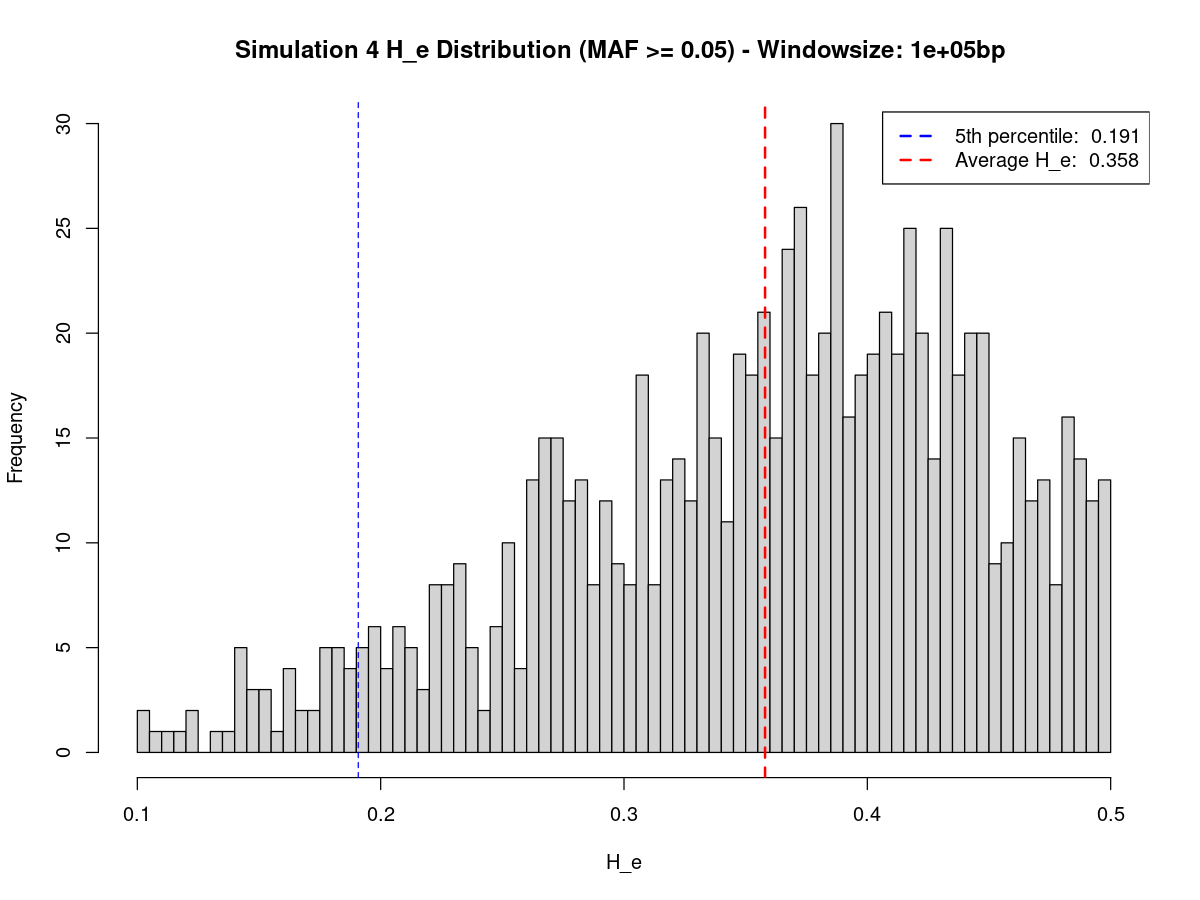 Simulation 4 H_e Distribution (MAF >= 0.05) - Windowsize: 1e+05bp
5th percentile: 0.191
Average H_e: 0.358
Frequency
30
25
20
15
10
5
0
0.1
0.2
0.3
0.4
0.5
H_e